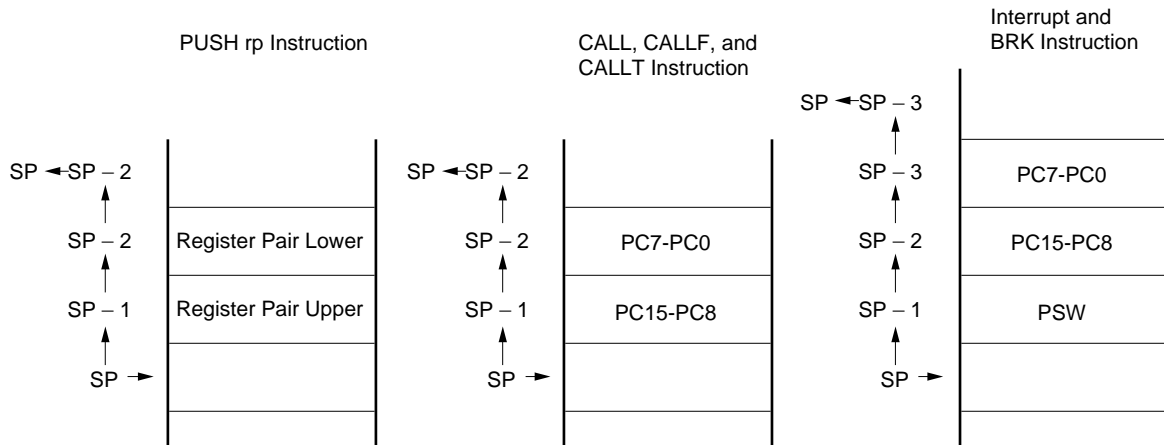 PUSH rp Instruction
SP SP – 2
SP – 2 Register Pair Lower
SP – 1 Register Pair Upper
SP
CALL, CALLF, and
CALLT Instruction
SP SP – 2
SP – 2 PC7-PC0
SP – 1 PC15-PC8
SP
Interrupt and
BRK Instruction
SP SP – 3
SP – 3 PC7-PC0
SP – 2 PC15-PC8
SP – 1 PSW
SP